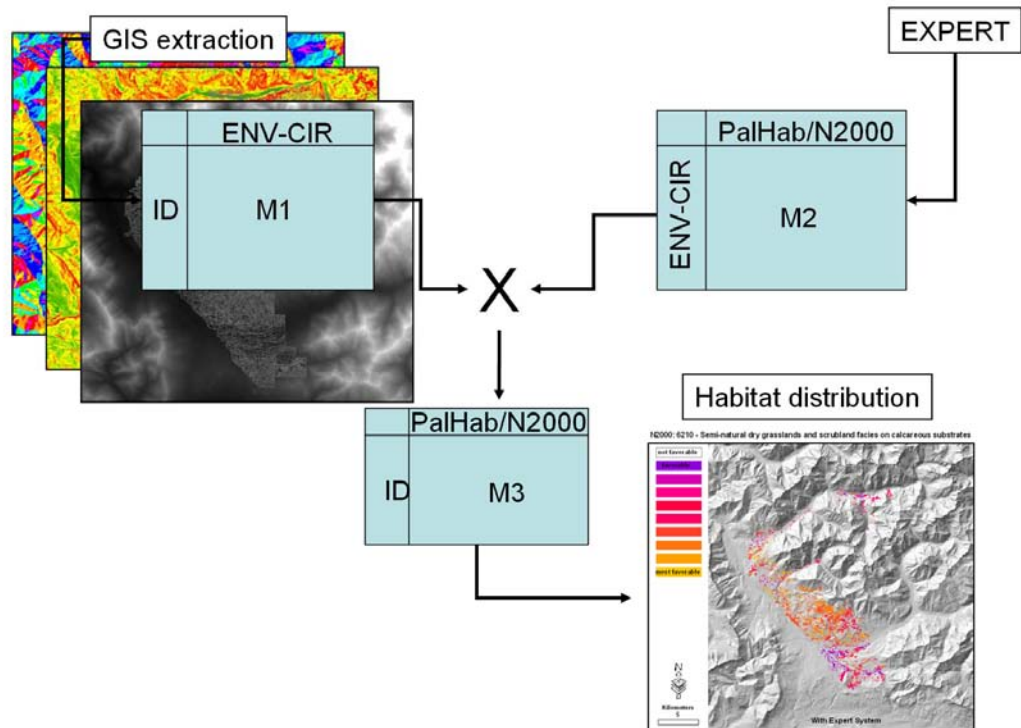 GIS extraction
EXPERT
ENV-CIR
ID
M1
PalHab/N2000
ENV-CIR
M2
X
PalHab/N2000
ID
M3
Habitat distribution
N2000: 6210 - Semi-natural dry grasslands and scrubland facies on calcareous substrates
not favorable
favorable
most favorable
N
Kilometers
5
With Expert System